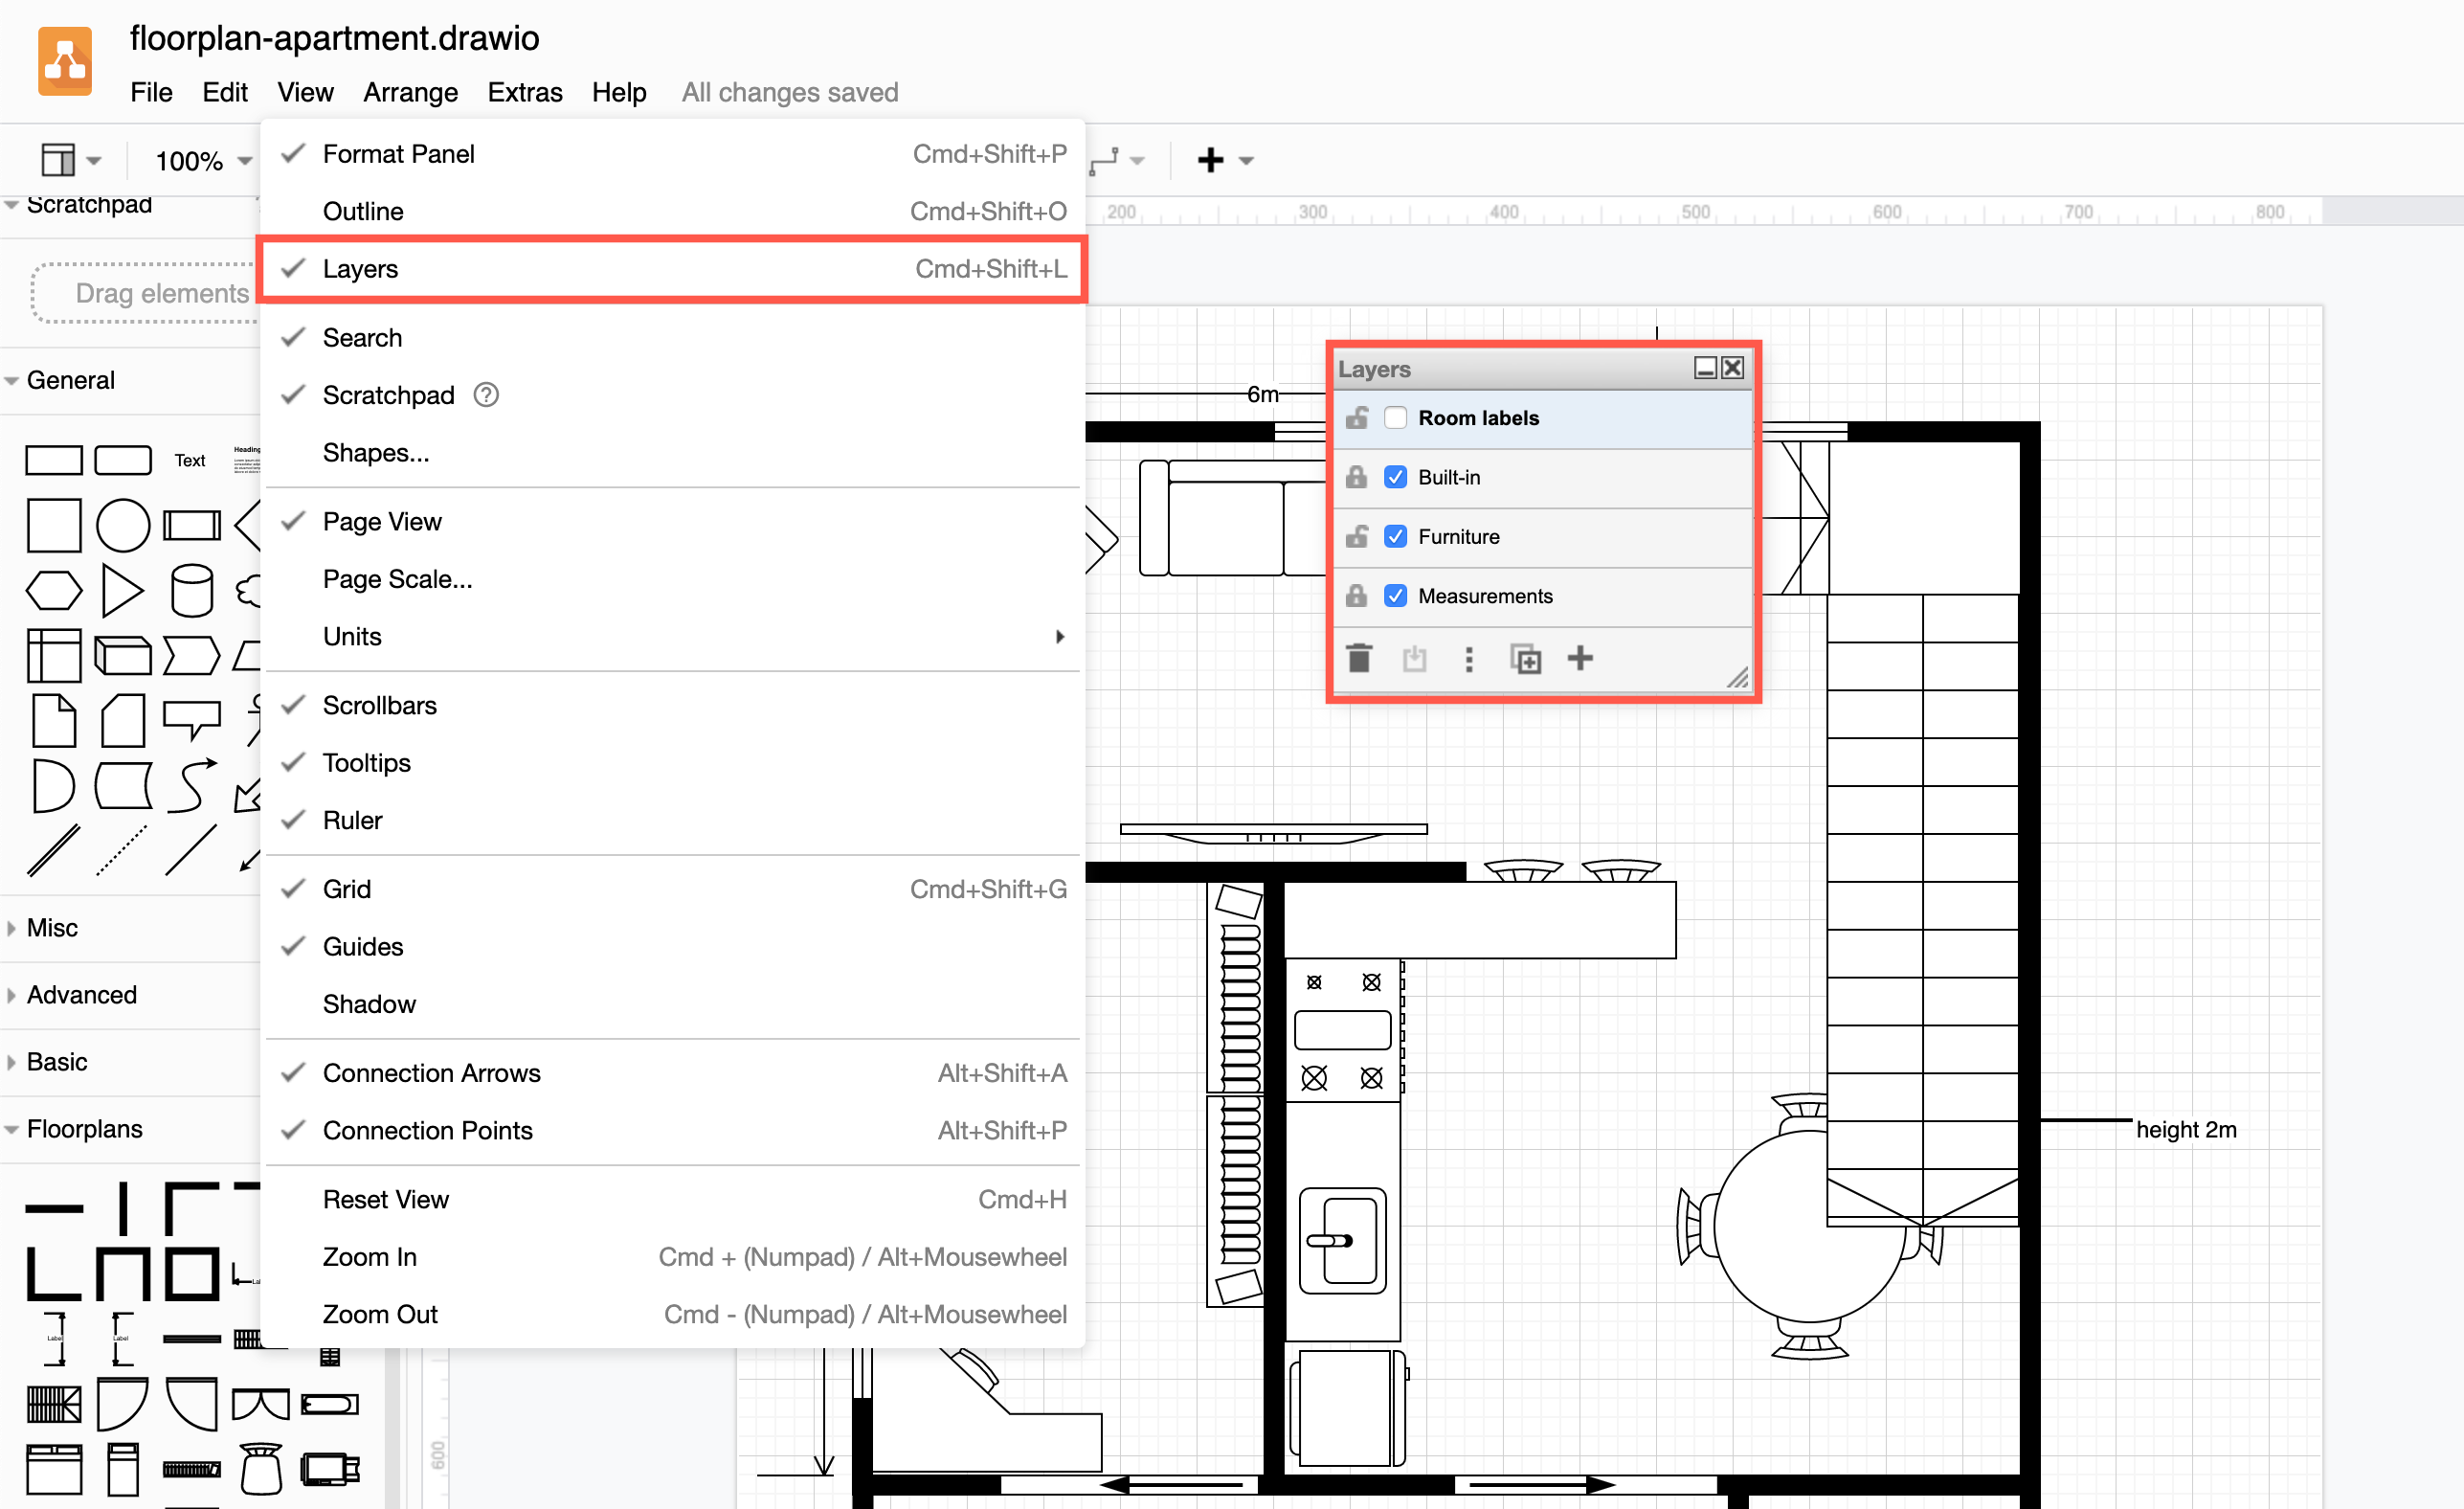 floorplan-apartment.drawio
File Edit View Arrange Extras Help All changes saved
100%
Scratchpad
Drag elements
General
Text
Heading
Misc
Advanced
Basic
Floorplans
Label
Label
Format Panel Cmd+Shift+P
Outline Cmd+Shift+O
Layers Cmd+Shift+L
Search
Scratchpad ?
Shapes...
Page View
Page Scale...
Units
Scrollbars
Tooltips
Ruler
Grid Cmd+Shift+G
Guides
Shadow
Connection Arrows Alt+Shift+A
Connection Points Alt+Shift+P
Reset View Cmd+H
Zoom In Cmd + (Numpad) / Alt+Mousewheel
Zoom Out Cmd - (Numpad) / Alt+Mousewheel
200 300 400 500 600 700 800
600
6m
Layers
Room labels
Built-in
Furniture
Measurements
height 2m